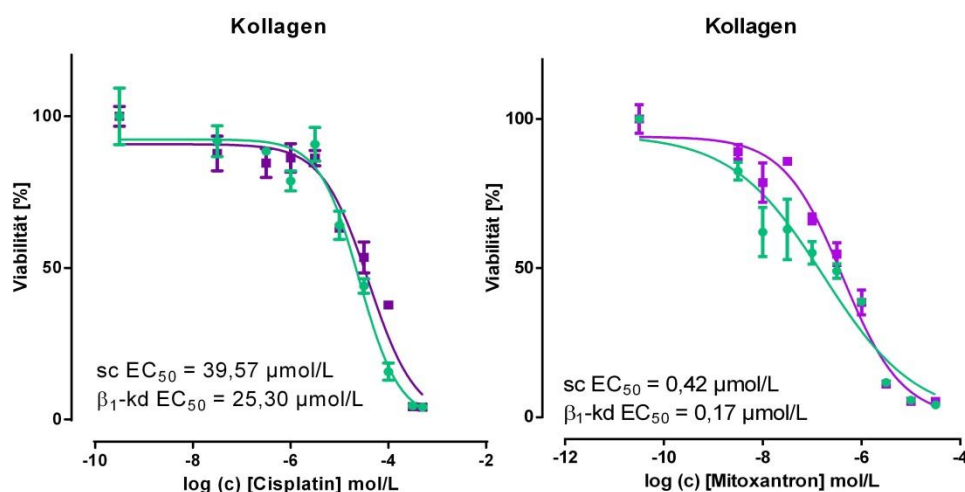 Kollagen
Viabilität [%]
100
50
0
sc EC50 = 39,57 µmol/L
β1-kd EC50 = 25,30 µmol/L
-10 -8 -6 -4 -2
log (c) [Cisplatin] mol/L
Kollagen
Viabilität [%]
100
50
0
sc EC50 = 0,42 µmol/L
β1-kd EC50 = 0,17 µmol/L
-12 -10 -8 -6 -4
log (c) [Mitoxantron] mol/L